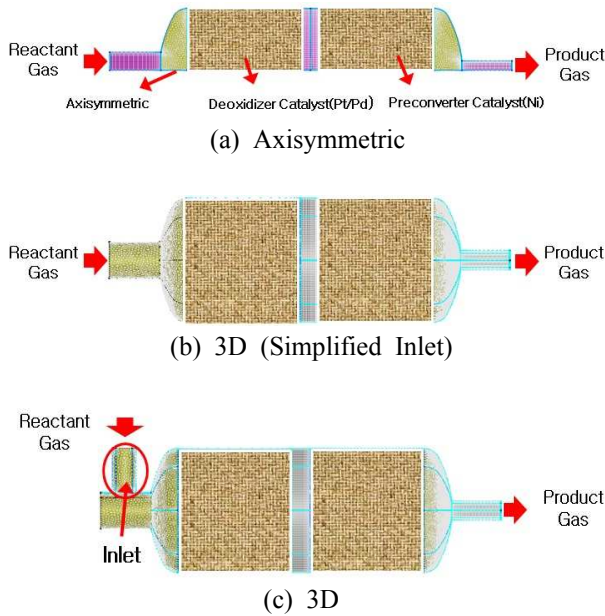 Reactant
Gas
Product
Gas
Axisymmetric
Deoxidizer Catalyst(Pt/Pd)
Preconverter Catalyst(Ni)
(a) Axisymmetric
Reactant
Gas
Product
Gas
(b) 3D (Simplified Inlet)
Reactant
Gas
Product
Gas
Inlet
(c) 3D